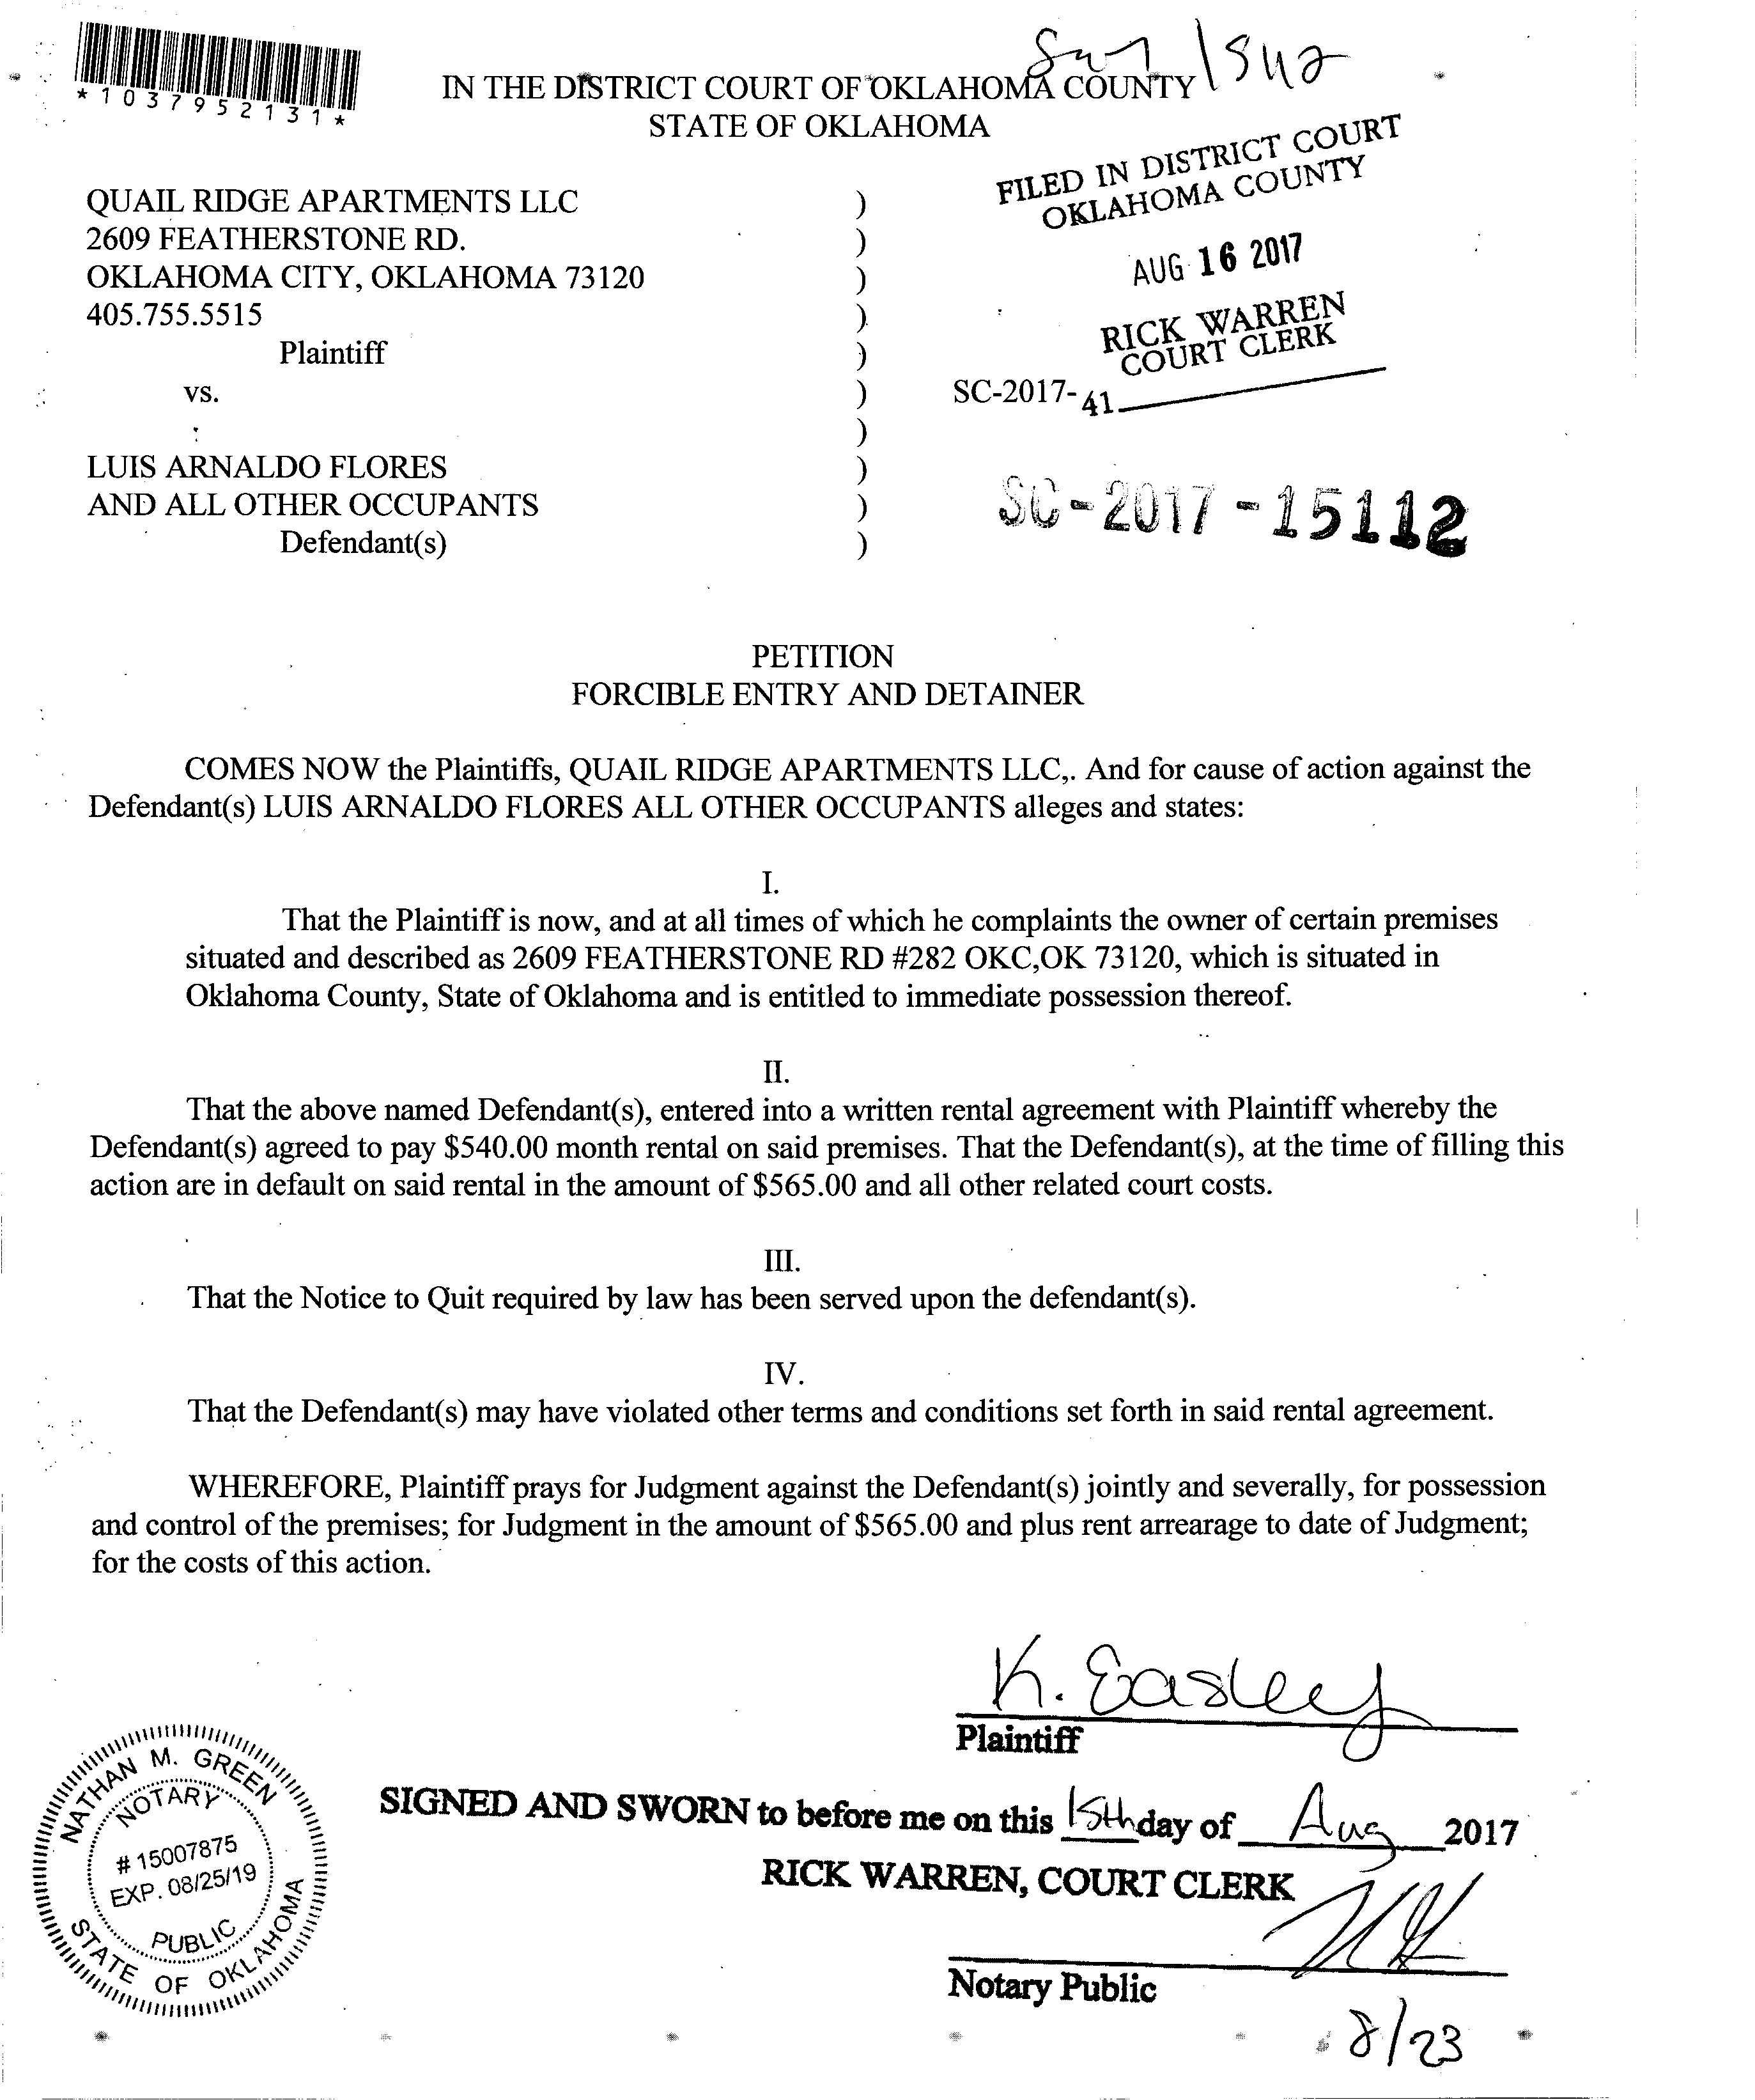 *1037952131*
IN THE DISTRICT COURT OF OKLAHOMA COUNTY
STATE OF OKLAHOMA
FILED IN DISTRICT COURT
OKLAHOMA COUNTY
AUG 16 2017
RICK WARREN
COURT CLERK
41
QUAIL RIDGE APARTMENTS LLC )
2609 FEATHERSTONE RD. )
OKLAHOMA CITY, OKLAHOMA 73120 )
405.755.5515 )
Plaintiff )
vs. ) SC-2017-
)
LUIS ARNALDO FLORES )
AND ALL OTHER OCCUPANTS )
Defendant(s) )
SC-2017-15112
PETITION
FORCIBLE ENTRY AND DETAINER
COMES NOW the Plaintiffs, QUAIL RIDGE APARTMENTS LLC,. And for cause of action against the
Defendant(s) LUIS ARNALDO FLORES ALL OTHER OCCUPANTS alleges and states:
I.
That the Plaintiff is now, and at all times of which he complaints the owner of certain premises
situated and described as 2609 FEATHERSTONE RD #282 OKC,OK 73120, which is situated in
Oklahoma County, State of Oklahoma and is entitled to immediate possession thereof.
II.
That the above named Defendant(s), entered into a written rental agreement with Plaintiff whereby the
Defendant(s) agreed to pay $540.00 month rental on said premises. That the Defendant(s), at the time of filling this
action are in default on said rental in the amount of $565.00 and all other related court costs.
III.
That the Notice to Quit required by law has been served upon the defendant(s).
IV.
That the Defendant(s) may have violated other terms and conditions set forth in said rental agreement.
WHEREFORE, Plaintiff prays for Judgment against the Defendant(s) jointly and severally, for possession
and control of the premises; for Judgment in the amount of $565.00 and plus rent arrearage to date of Judgment;
for the costs of this action.
K. Easley
Plaintiff
SIGNED AND SWORN to before me on this 15th day of Aug 2017
RICK WARREN, COURT CLERK
Notary Public
8/23
NATHAN M. GREEN
NOTARY
# 15007875
EXP. 08/25/19
PUBLIC
STATE OF OKLAHOMA